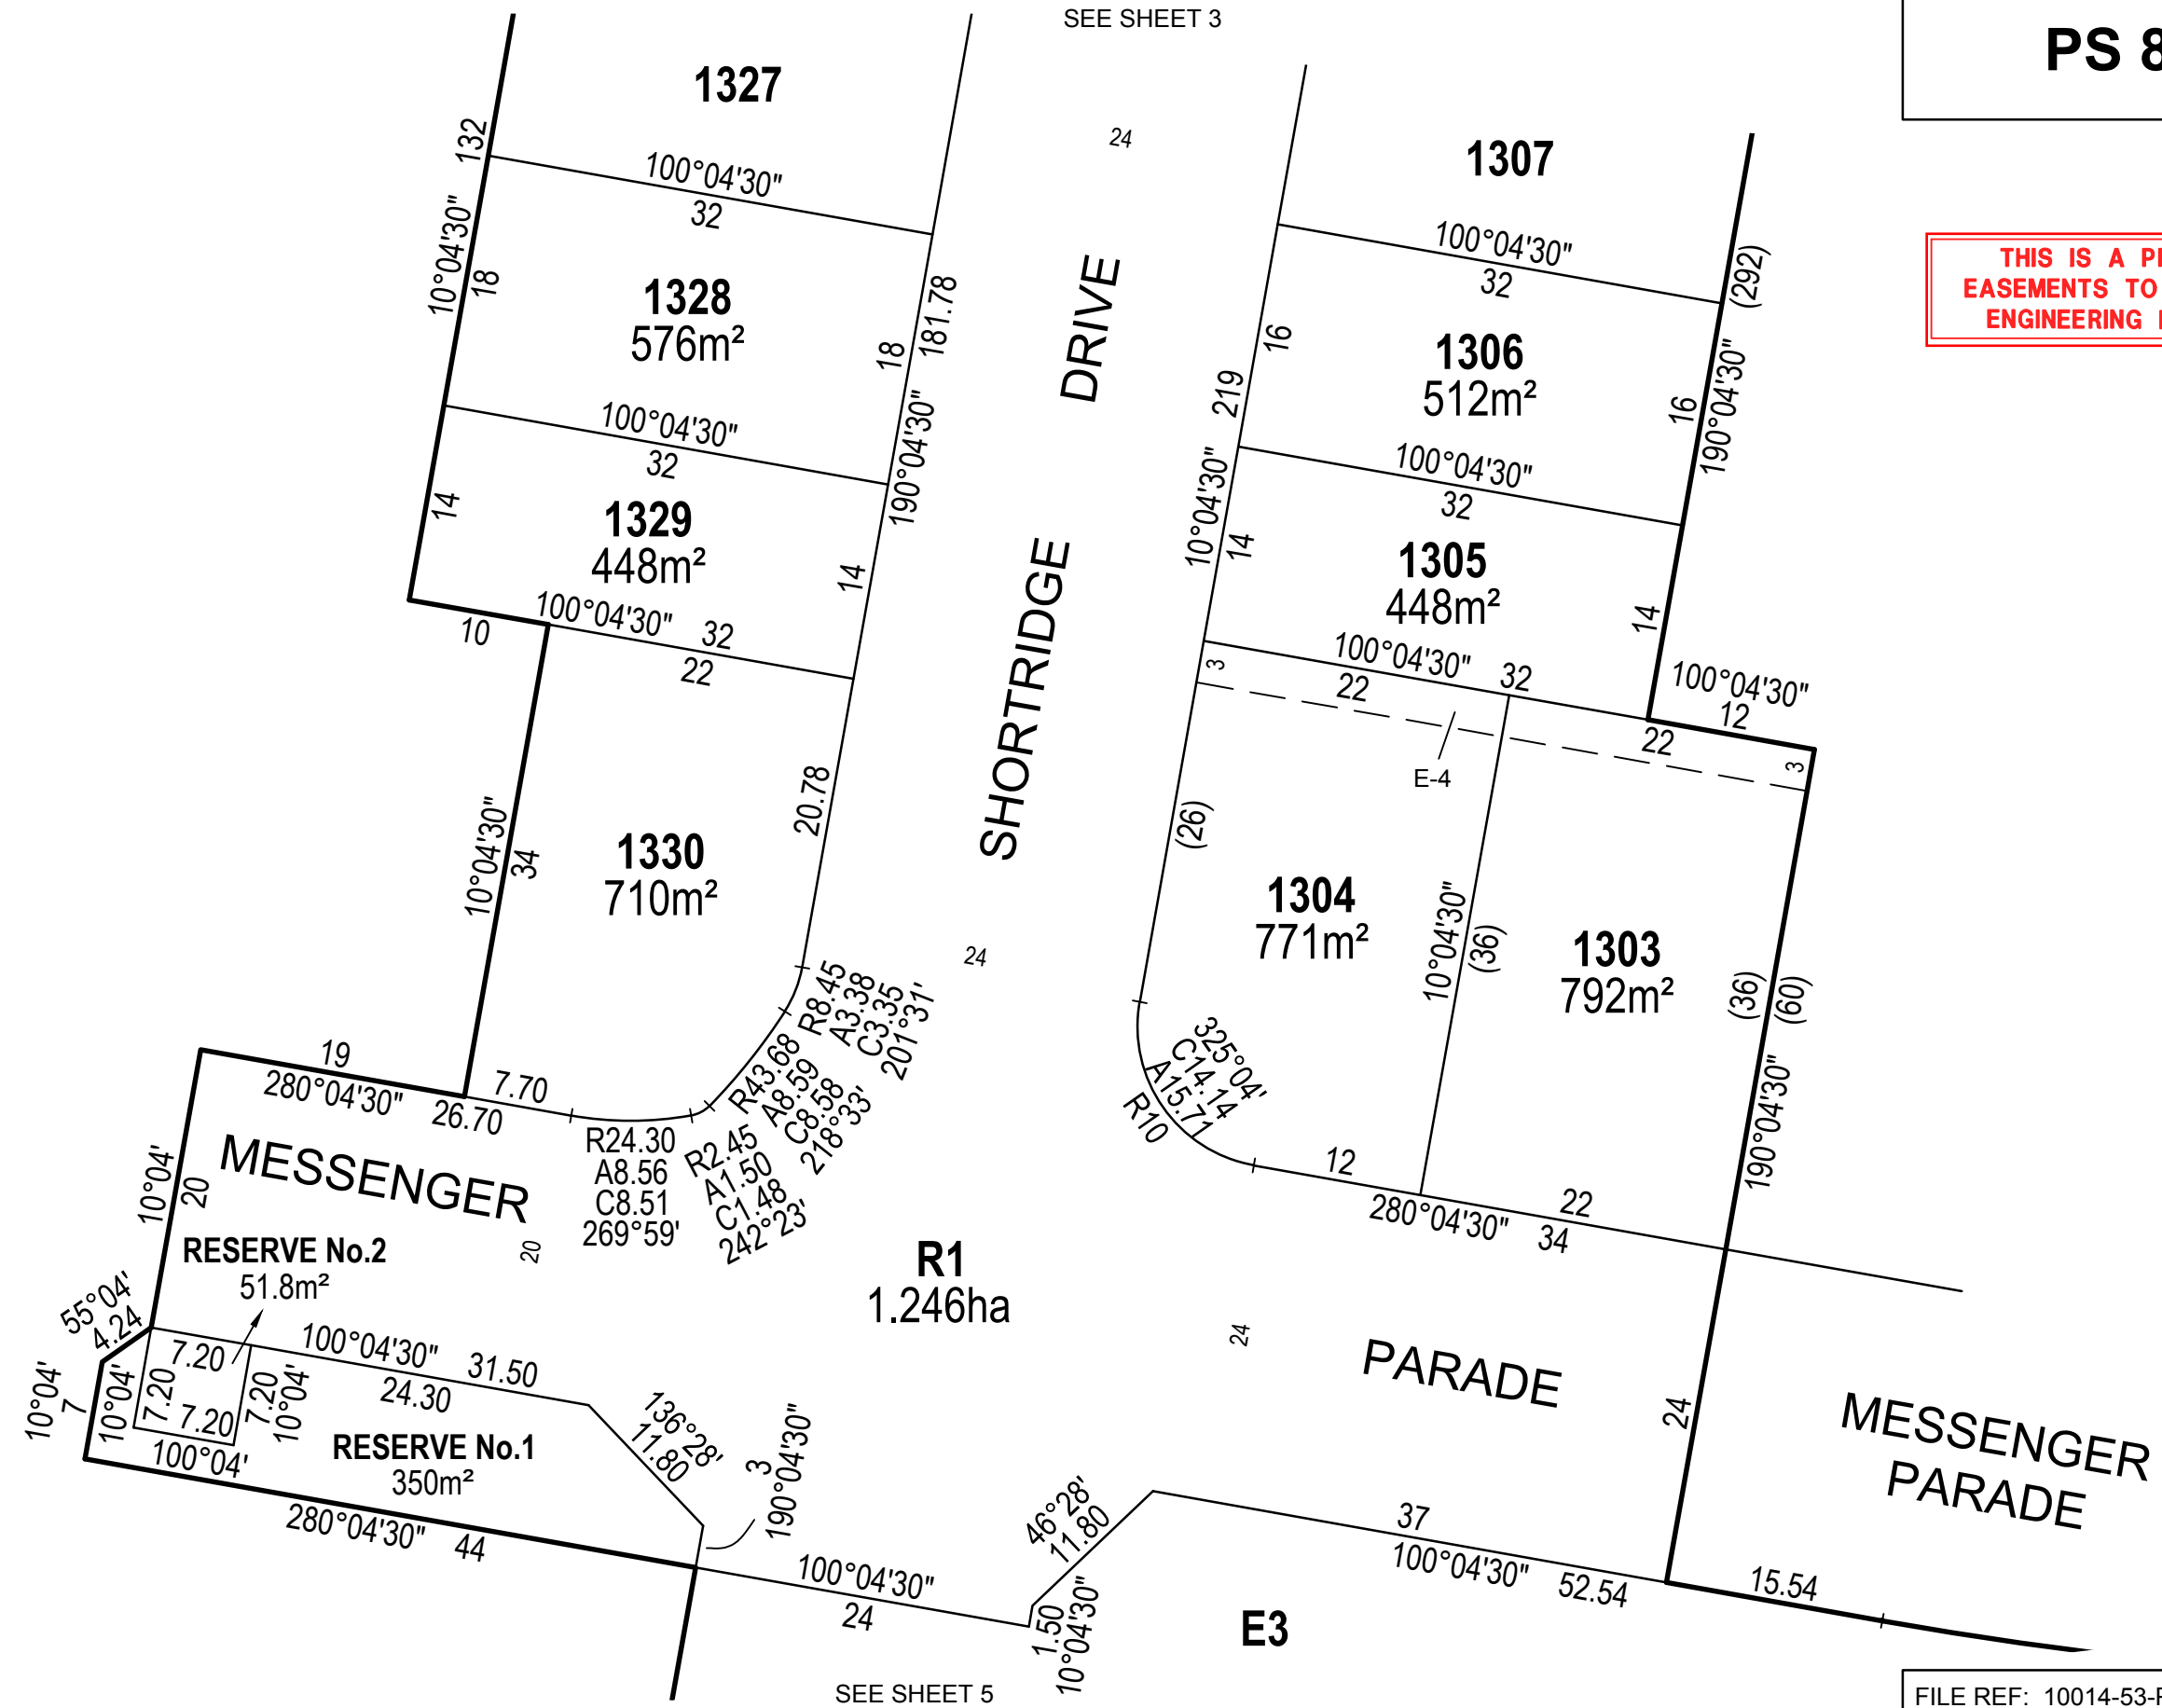 SEE SHEET 3
PS 8
1327
132
24
1307
100°04'30"
32
10°04'30"
18
1328
576m²
18
181.78
190°04'30"
DRIVE
100°04'30"
32
(292)
THIS IS A P
EASEMENTS TO
ENGINEERING
16
219
1306
512m²
16
190°04'30"
100°04'30"
32
14
1329
448m²
14
100°04'30"
32
10
22
10°04'30"
100°04'30"
32
14
1305
448m²
14
SHORTRIDGE
3
100°04'30"
32
22
100°04'30"
12
22
3
E-4
20.78
(26)
10°04'30"
34
1330
710m²
1304
771m²
10°04'30"
(36)
1303
792m²
(36)
(60)
190°04'30"
24
R8.45
A3.38
C3.35
201°31'
R43.68
A8.59
C8.58
218°33'
325°04'
C14.14
A15.71
R10
19
280°04'30"
7.70
26.70
R24.30
A8.56
C8.51
269°59'
R2.45
A1.50
C1.48
242°23'
12
22
280°04'30"
34
10°04'
20
MESSENGER
20
RESERVE No.2
51.8m²
R1
1.246ha
24
PARADE
24
MESSENGER
PARADE
55°04'
4.24
10°04'
7
10°04'
7.20
7.20
7.20
100°04'
7.20
10°04'
100°04'30"
31.50
24.30
RESERVE No.1
350m²
136°28'
11.80
3
190°04'30"
280°04'30"
44
100°04'30"
24
46°28'
11.80
1.50
10°04'30"
37
100°04'30"
52.54
15.54
E3
SEE SHEET 5
FILE REF: 10014-53-